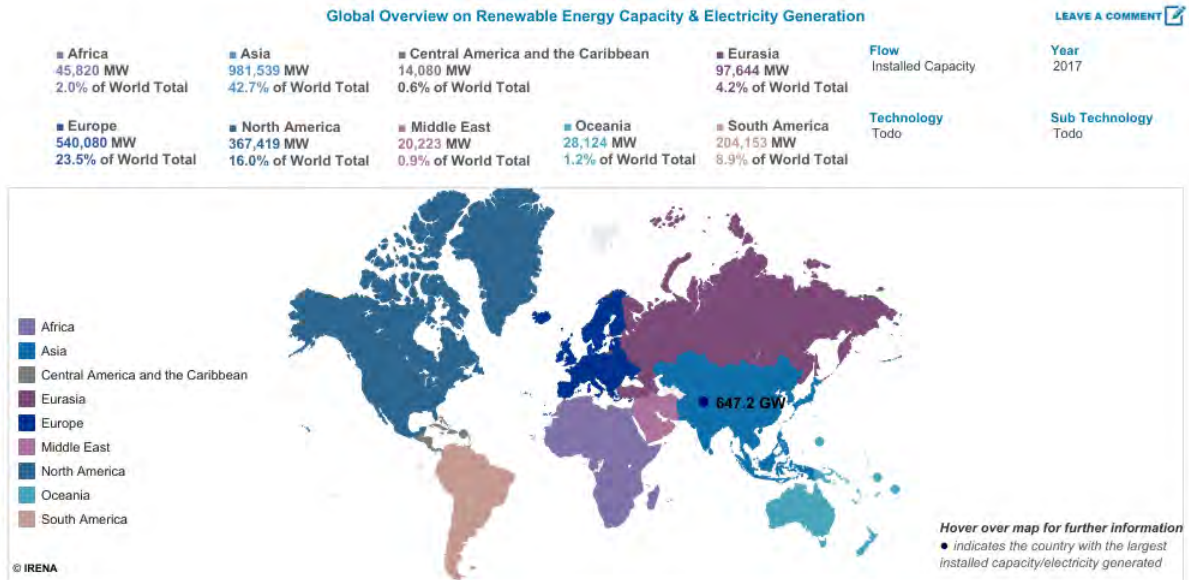 Global Overview on Renewable Energy Capacity & Electricity Generation
LEAVE A COMMENT
Africa
45,820 MW
2.0% of World Total
Asia
981,539 MW
42.7% of World Total
Central America and the Caribbean
14,080 MW
0.6% of World Total
Eurasia
97,644 MW
4.2% of World Total
Flow
Installed Capacity
Year
2017
Europe
540,080 MW
23.5% of World Total
North America
367,419 MW
16.0% of World Total
Middle East
20,223 MW
0.9% of World Total
Oceania
28,124 MW
1.2% of World Total
South America
204,153 MW
8.9% of World Total
Technology
Todo
Sub Technology
Todo
Africa
Asia
Central America and the Caribbean
Eurasia
Europe
Middle East
North America
Oceania
South America
647.2 GW
Hover over map for further information
indicates the country with the largest
installed capacity/electricity generated
© IRENA